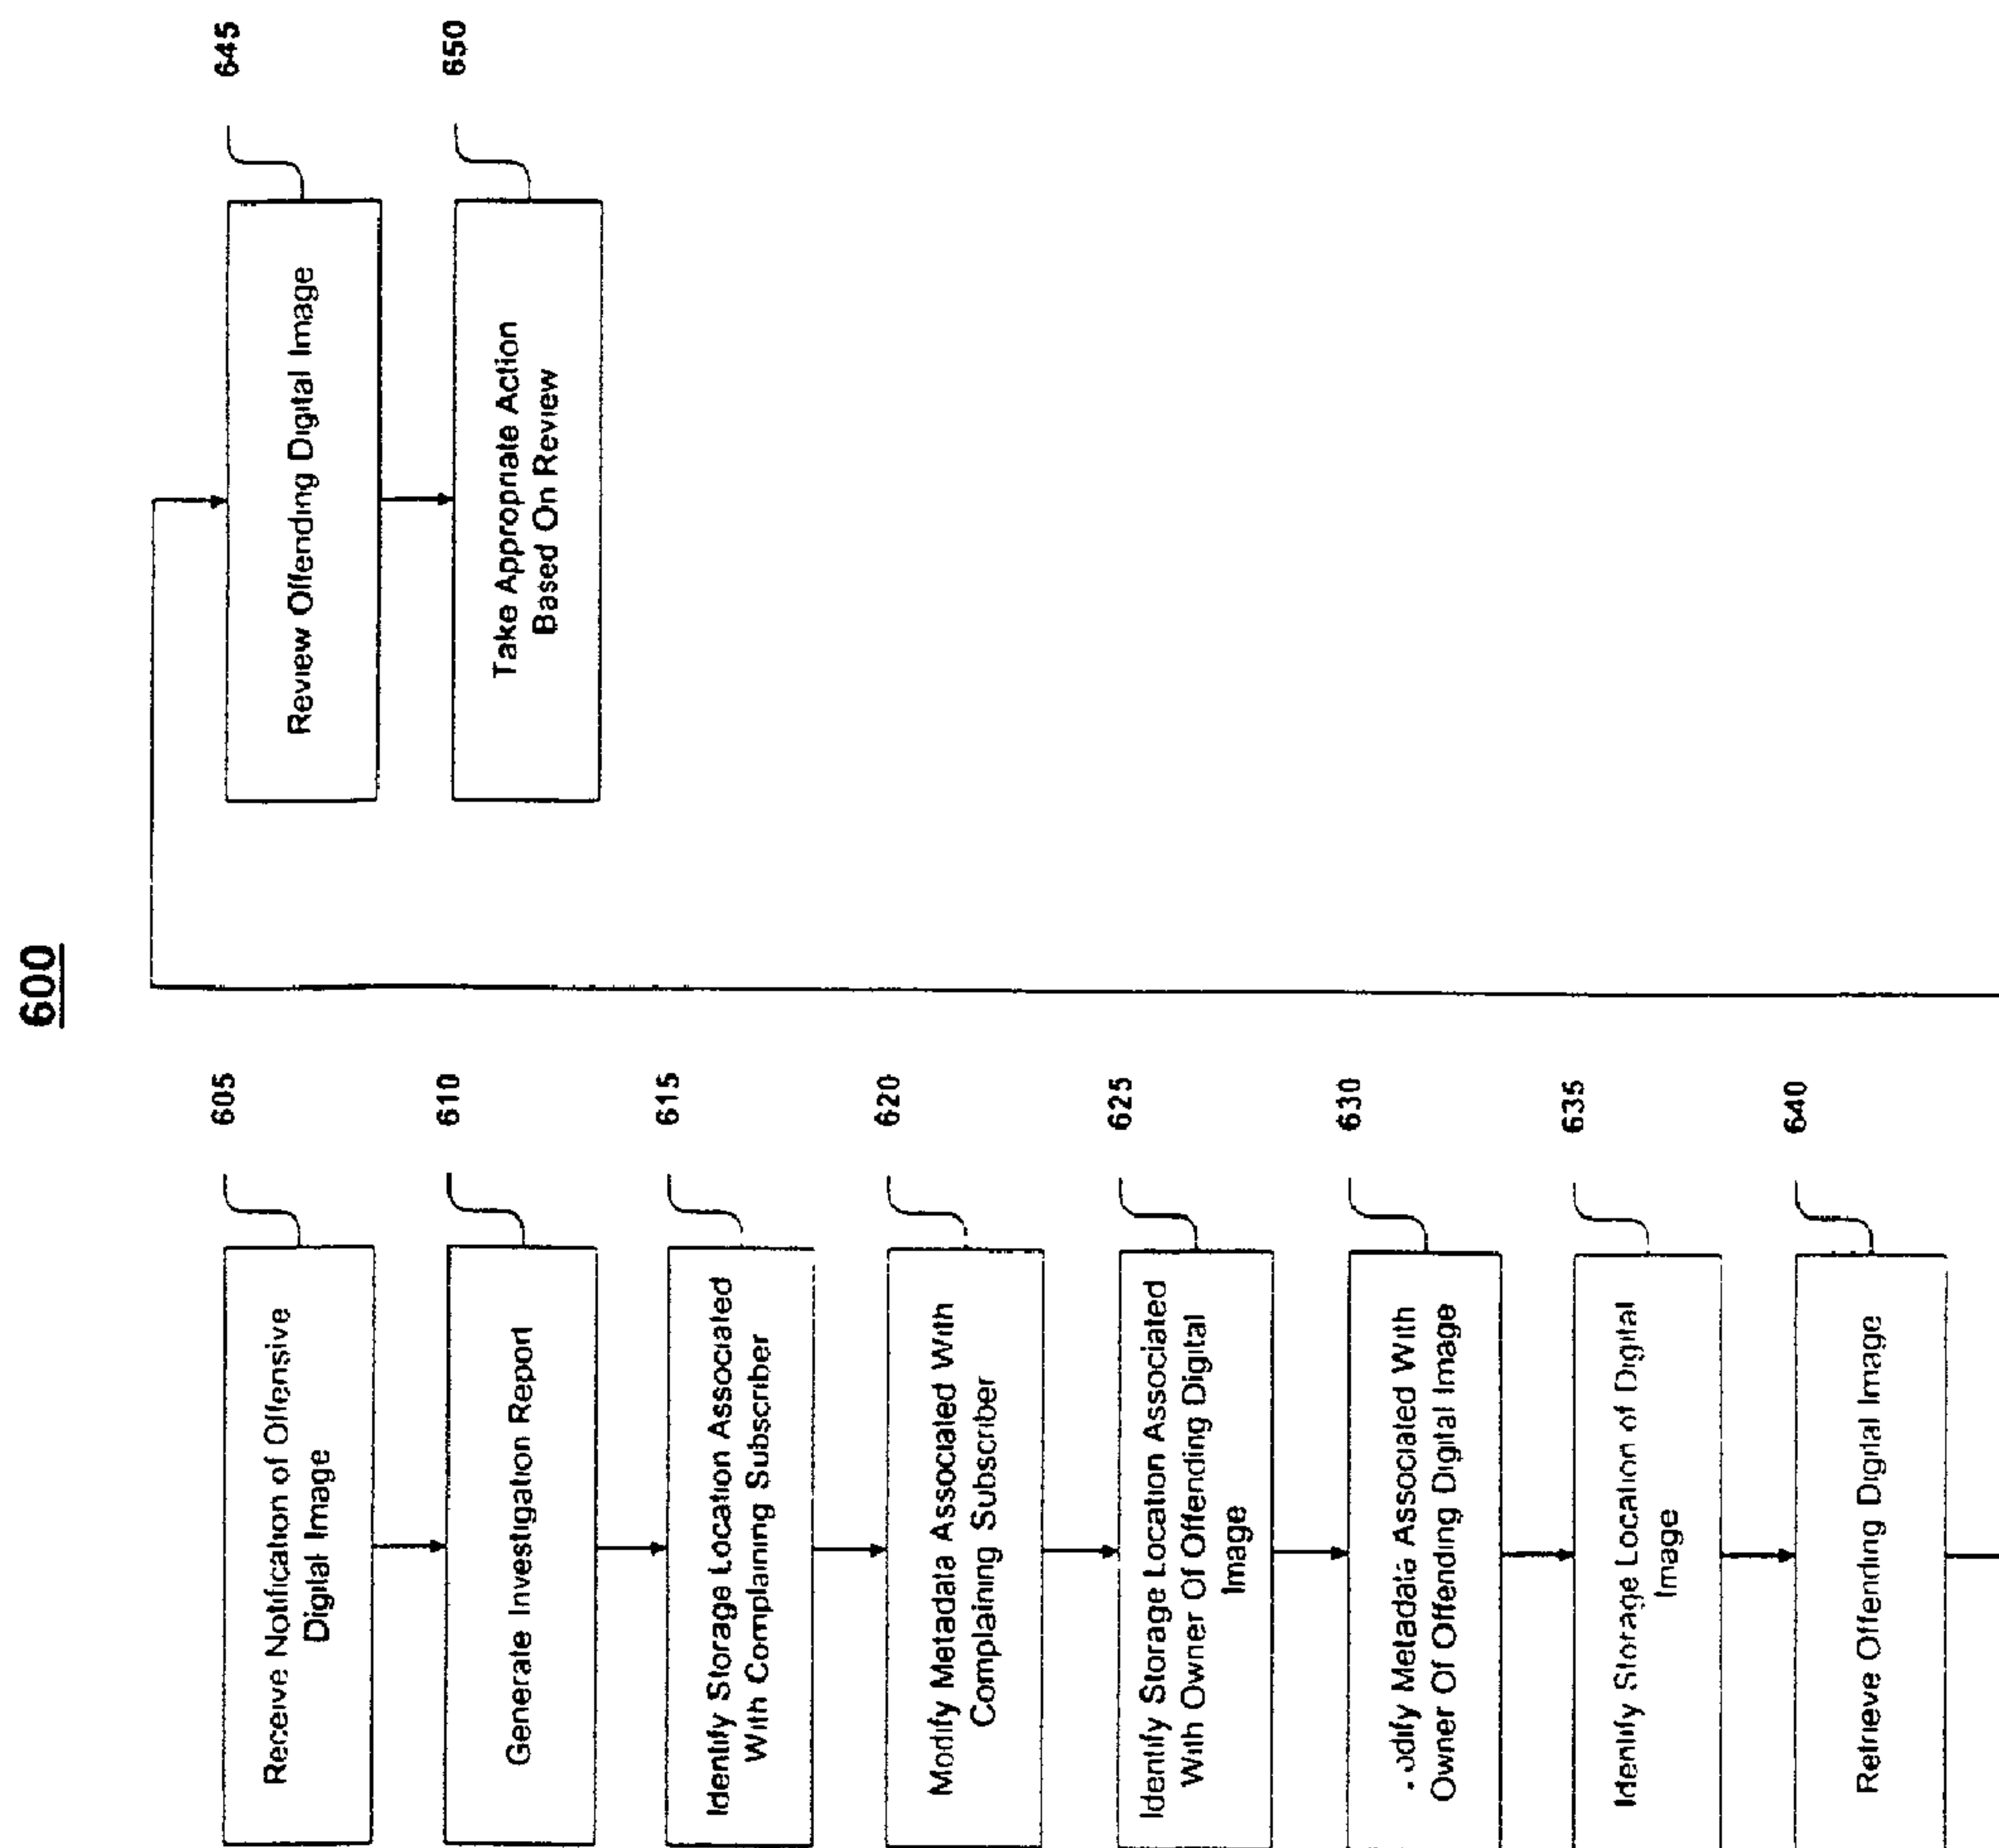 600
605
Receive Notification of Offensive
Digital Image
610
Generate Investigation Report
615
Identify Storage Location Associated
With Complaining Subscriber
620
Modify Metadata Associated With
Complaining Subscriber
625
Identify Storage Location Associated
With Owner Of Offending Digital
Image
630
Metadata Associated With
Owner Of Offending Digital Image
635
Identify Storage Location of Digital
Image
640
Retrieve Offending Digital Image
645
Review Offending Digital Image
650
Take Appropriate Action
Based On Review